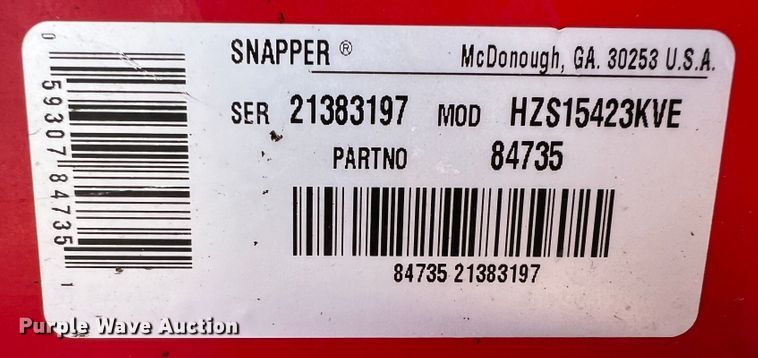 SNAPPER ®
McDonough, GA. 30253 U.S.A.
SER 21383197 MOD HZS15423KVE
PARTNO 84735
84735 21383197
0 59307 84735 1
Purple Wave Auction